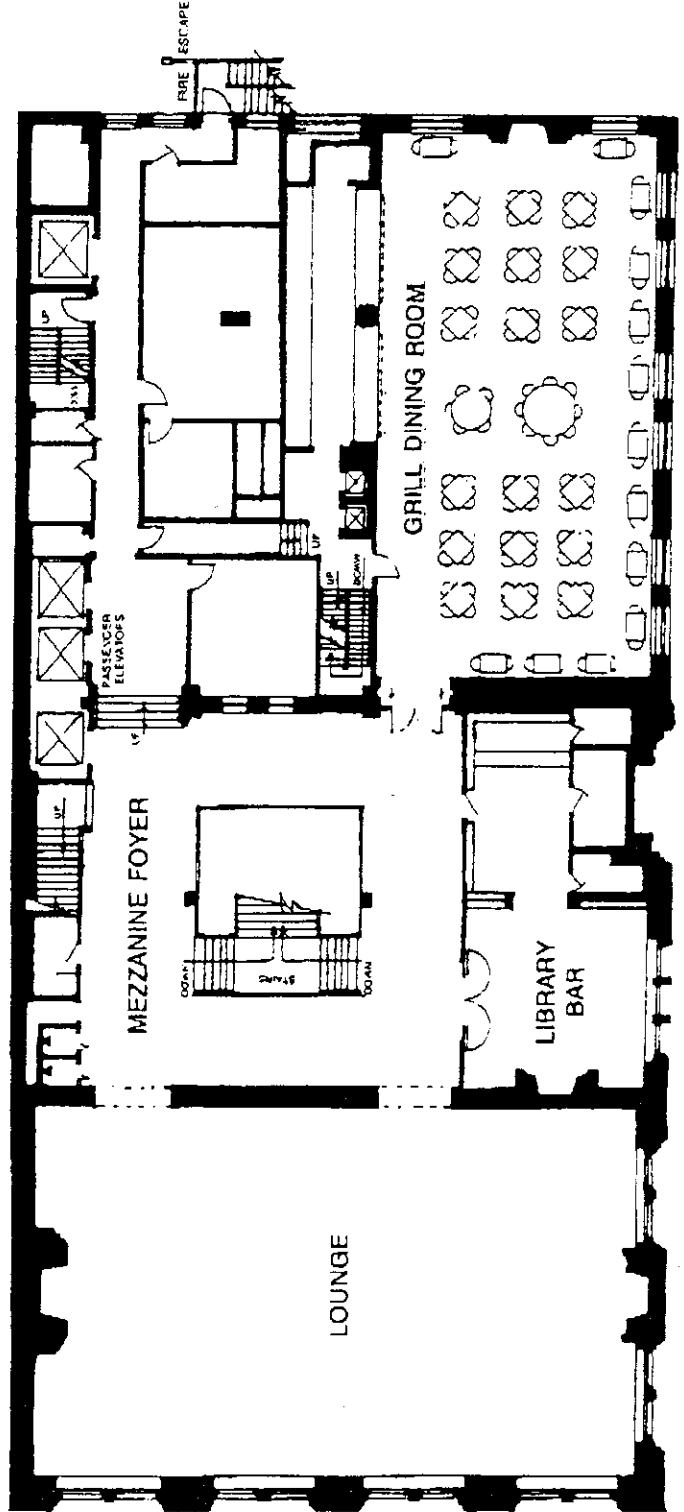 FIRE ESCAPE
UP
GRILL DINING ROOM
UP
UP
DOWN
PASSENGER
ELEVATORS
UP
UP
MEZZANINE FOYER
DOWN
STAIRS
DOWN
LIBRARY
BAR
LOUNGE